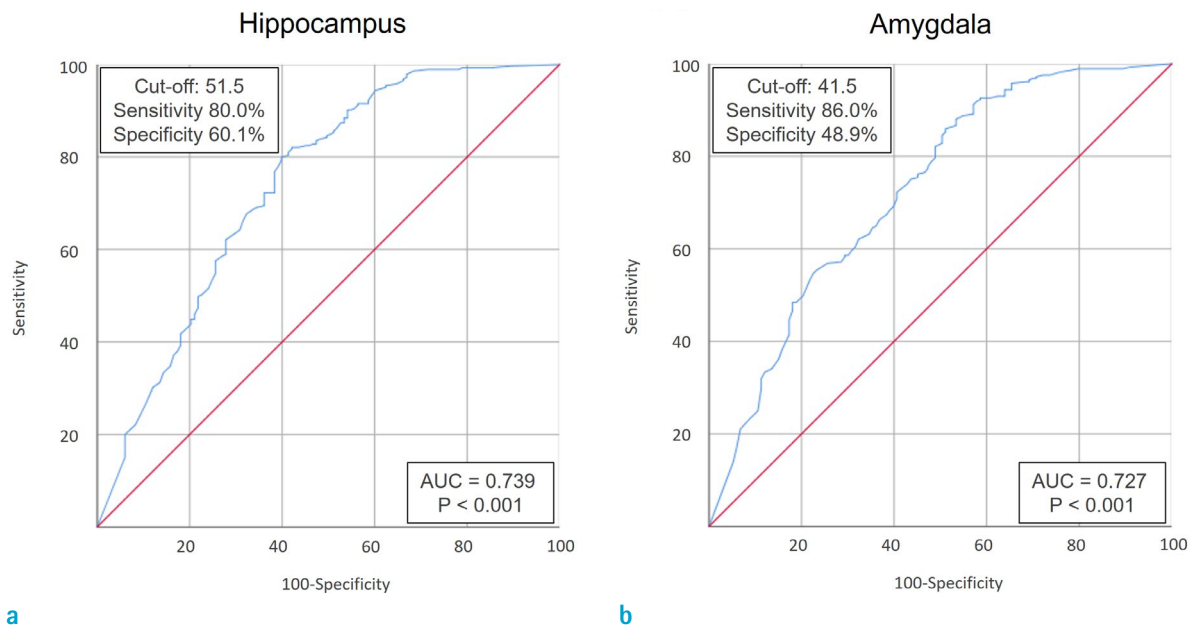 Hippocampus
Cut-off: 51.5
Sensitivity 80.0%
Specificity 60.1%
100
80
60
40
20
Sensitivity
AUC = 0.739
P < 0.001
20 40 60 80 100
100-Specificity
a
Amygdala
Cut-off: 41.5
Sensitivity 86.0%
Specificity 48.9%
100
80
60
40
20
Sensitivity
AUC = 0.727
P < 0.001
20 40 60 80 100
100-Specificity
b